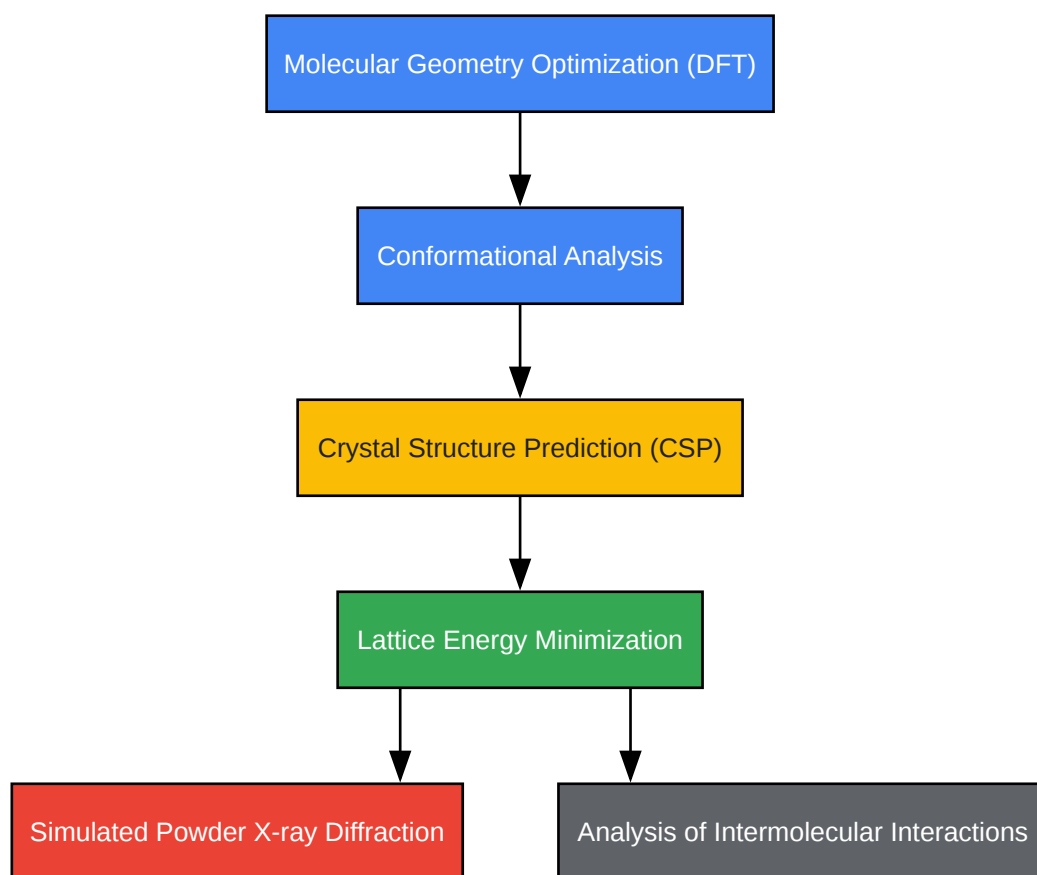 Molecular Geometry Optimization (DFT)
Conformational Analysis
Crystal Structure Prediction (CSP)
Lattice Energy Minimization
Simulated Powder X-ray Diffraction
Analysis of Intermolecular Interactions